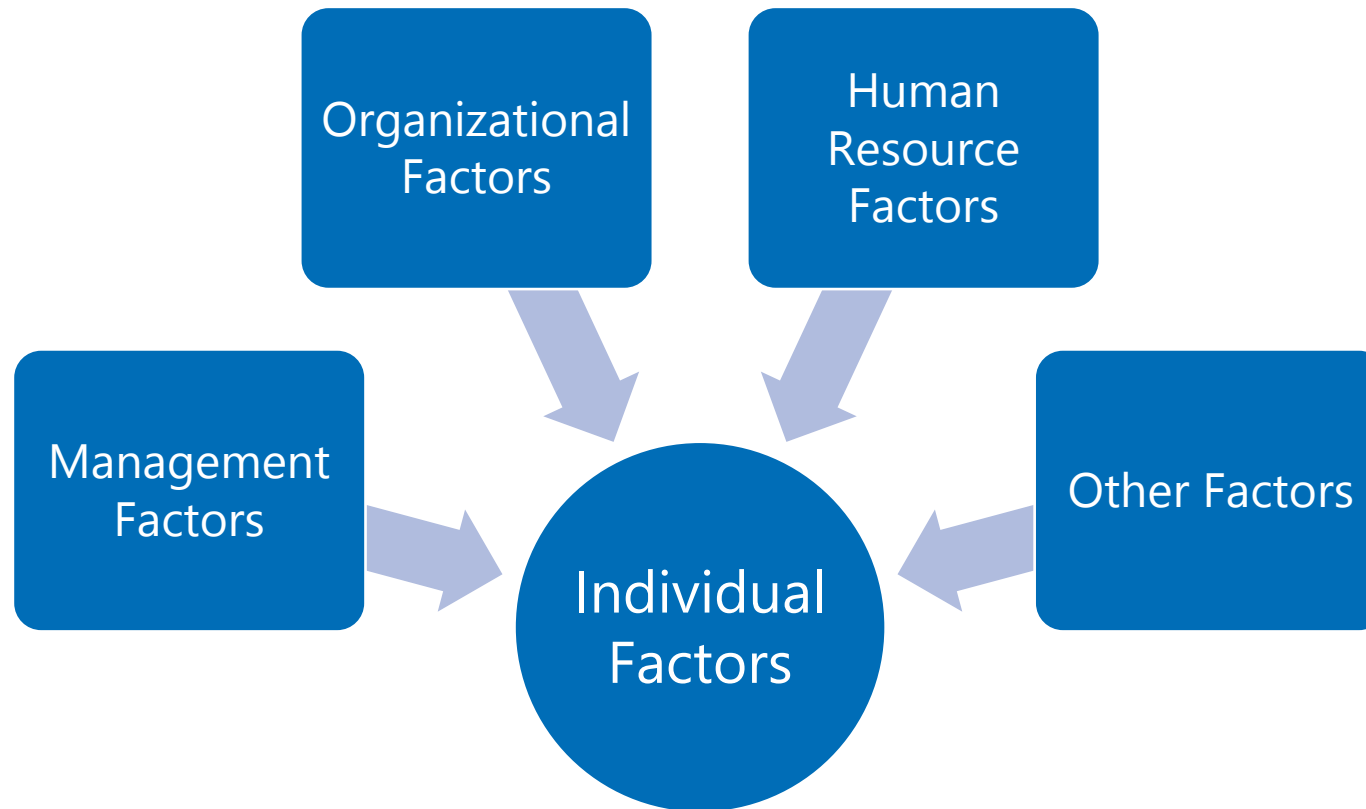 Organizational
Factors
Human
Resource
Factors
Management
Factors
Other Factors
Individual
Factors